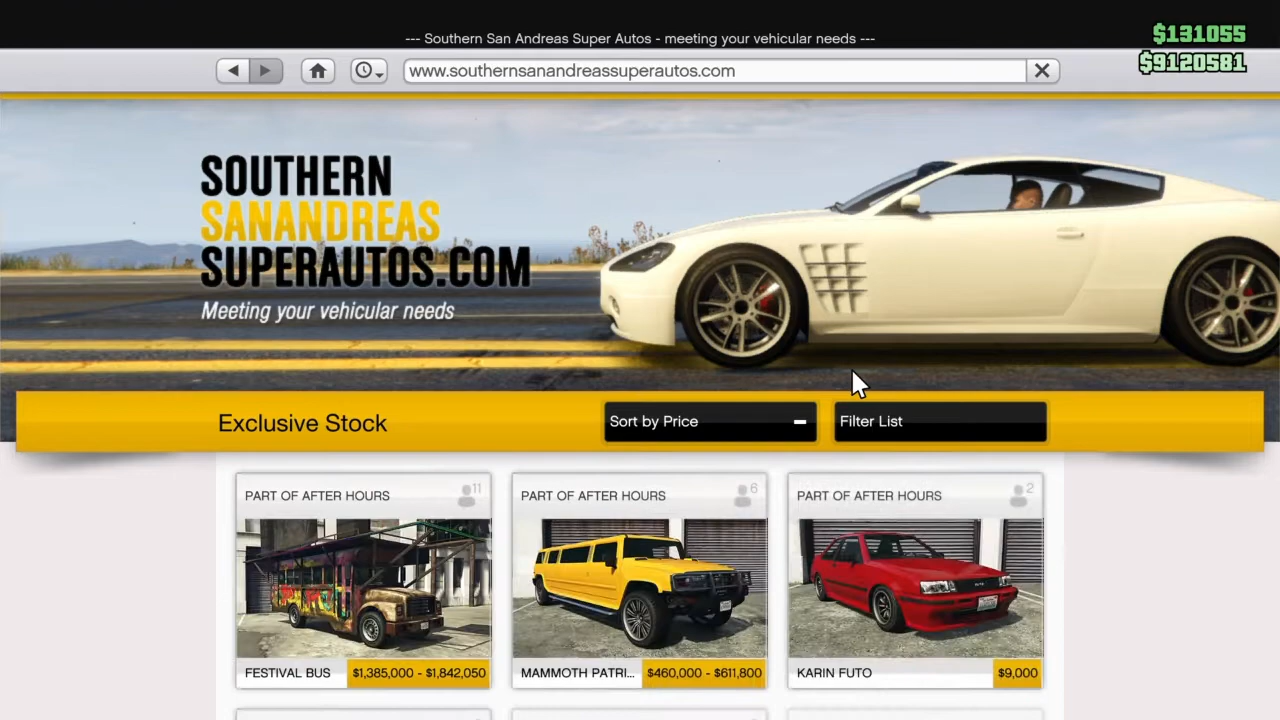 --- Southern San Andreas Super Autos - meeting your vehicular needs ---
$131055
$9120581
www.southernsanandreassuperautos.com
SOUTHERN
SANANDREAS
SUPERAUTOS.COM
Meeting your vehicular needs
Exclusive Stock
Sort by Price
Filter List
PART OF AFTER HOURS 11
PART OF AFTER HOURS 6
PART OF AFTER HOURS 2
FESTIVAL BUS $1,385,000 - $1,842,050
MAMMOTH PATRI... $460,000 - $611,800
KARIN FUTO $9,000